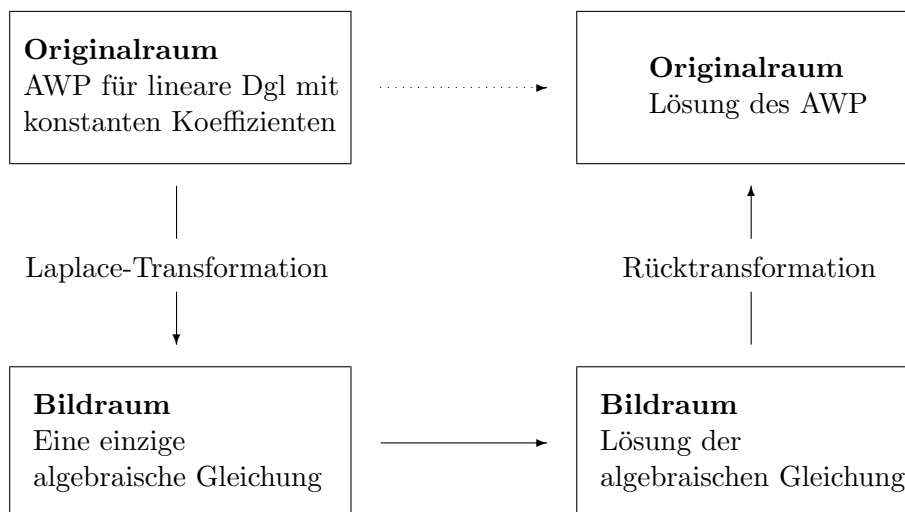 Originalraum
AWP für lineare Dgl mit
konstanten Koeffizienten
Originalraum
Lösung des AWP
Laplace-Transformation
Rücktransformation
Bildraum
Eine einzige
algebraische Gleichung
Bildraum
Lösung der
algebraischen Gleichung